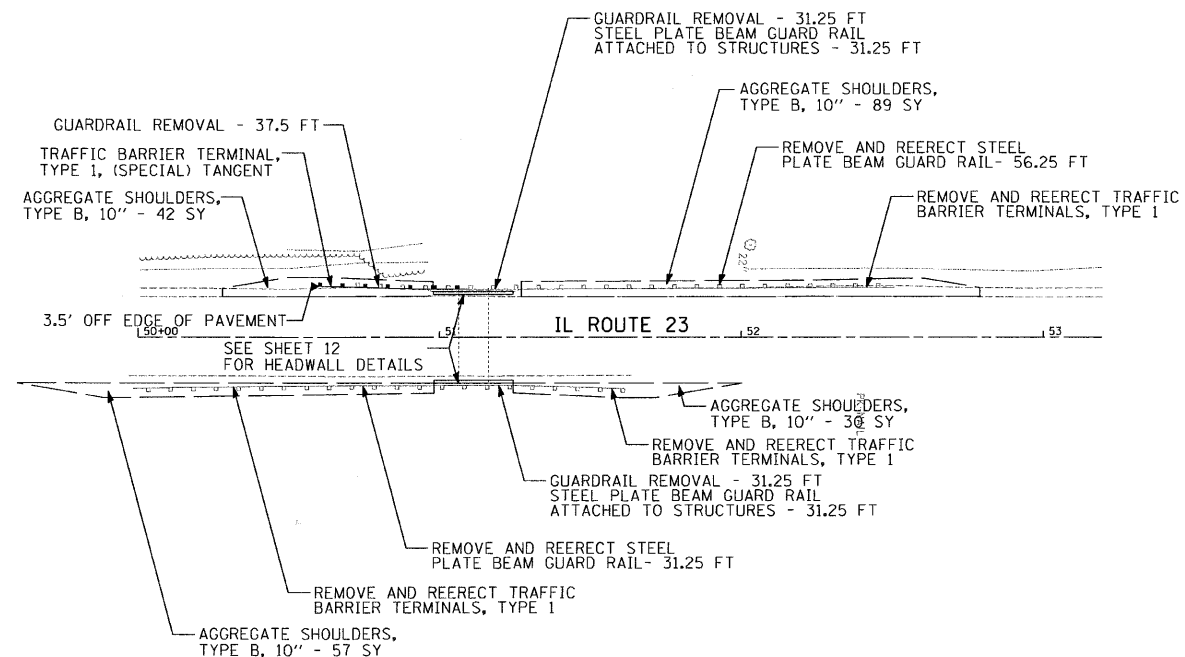 GUARDRAIL REMOVAL - 31.25 FT
STEEL PLATE BEAM GUARD RAIL
ATTACHED TO STRUCTURES - 31.25 FT
AGGREGATE SHOULDERS,
TYPE B, 10" - 89 SY
GUARDRAIL REMOVAL - 37.5 FT
TRAFFIC BARRIER TERMINAL,
TYPE 1, (SPECIAL) TANGENT
REMOVE AND REERECT STEEL
PLATE BEAM GUARD RAIL- 56.25 FT
AGGREGATE SHOULDERS,
TYPE B, 10" - 42 SY
REMOVE AND REERECT TRAFFIC
BARRIER TERMINALS, TYPE 1
3.5' OFF EDGE OF PAVEMENT
50+00
51
IL ROUTE 23
52
53
SEE SHEET 12
FOR HEADWALL DETAILS
AGGREGATE SHOULDERS,
TYPE B, 10" - 30 SY
REMOVE AND REERECT TRAFFIC
BARRIER TERMINALS, TYPE 1
GUARDRAIL REMOVAL - 31.25 FT
STEEL PLATE BEAM GUARD RAIL
ATTACHED TO STRUCTURES - 31.25 FT
REMOVE AND REERECT STEEL
PLATE BEAM GUARD RAIL- 31.25 FT
REMOVE AND REERECT TRAFFIC
BARRIER TERMINALS, TYPE 1
AGGREGATE SHOULDERS,
TYPE B, 10" - 57 SY